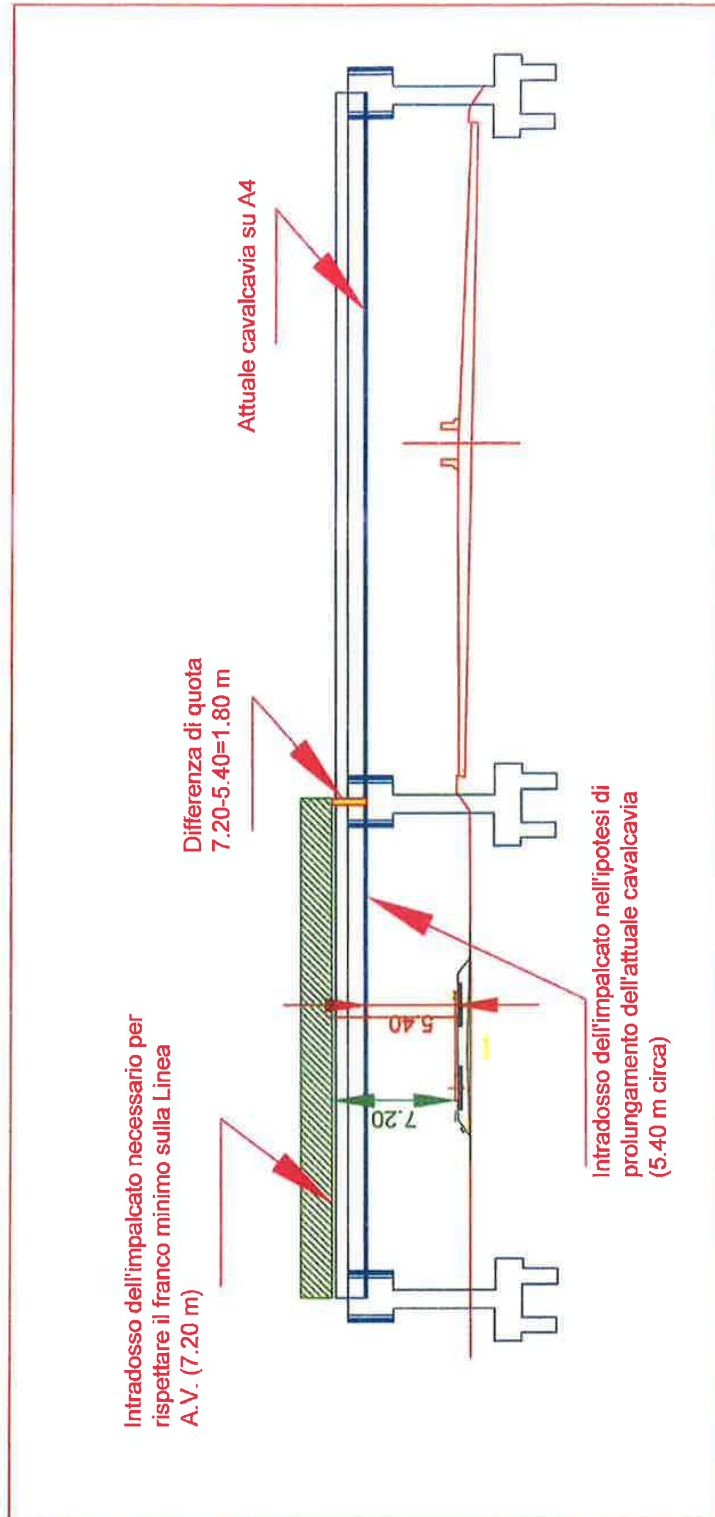 Intradosso dell'impalcato necessario per
rispettare il franco minimo sulla Linea
A.V. (7.20 m)
Differenza di quota
7.20-5.40=1.80 m
Attuale cavalcavia su A4
5.40
7.20
Intradosso dell'impalcato nell'ipotesi di
prolungamento dell'attuale cavalcavia
(5.40 m circa)